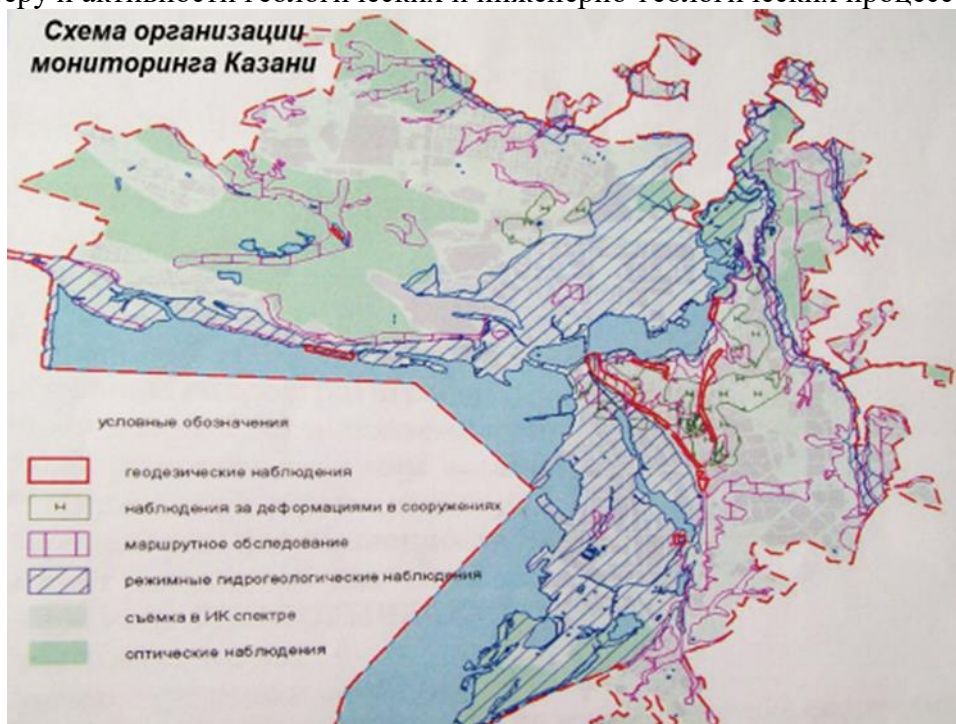 Схема организации
мониторинга Казани
условные обозначения
геодезические наблюдения
наблюдения за деформациями в сооружениях
маршрутное обследование
режимные гидрогеологические наблюдения
съёмка в ИК спектре
оптические наблюдения